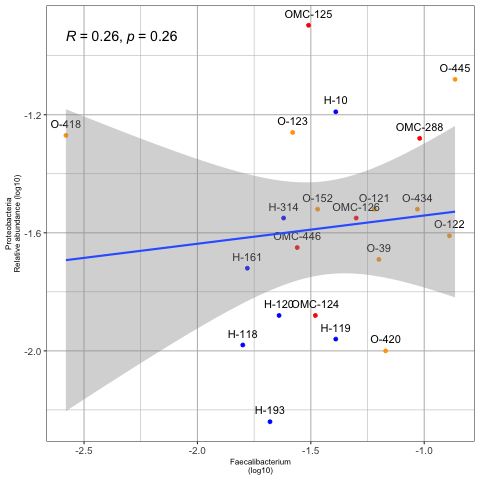 OMC-125
R = 0.26, p = 0.26
O-445
H-10
-1.2
O-418
O-123
OMC-288
H-314
O-152
OMC-126
O-121
O-434
O-122
-1.6
OMC-446
H-161
O-39
H-120
OMC-124
H-118
H-119
O-420
-2.0
H-193
-2.5
-2.0
-1.5
-1.0
Proteobacteria
Relative abundance (log10)
Faecalibacterium
(log10)